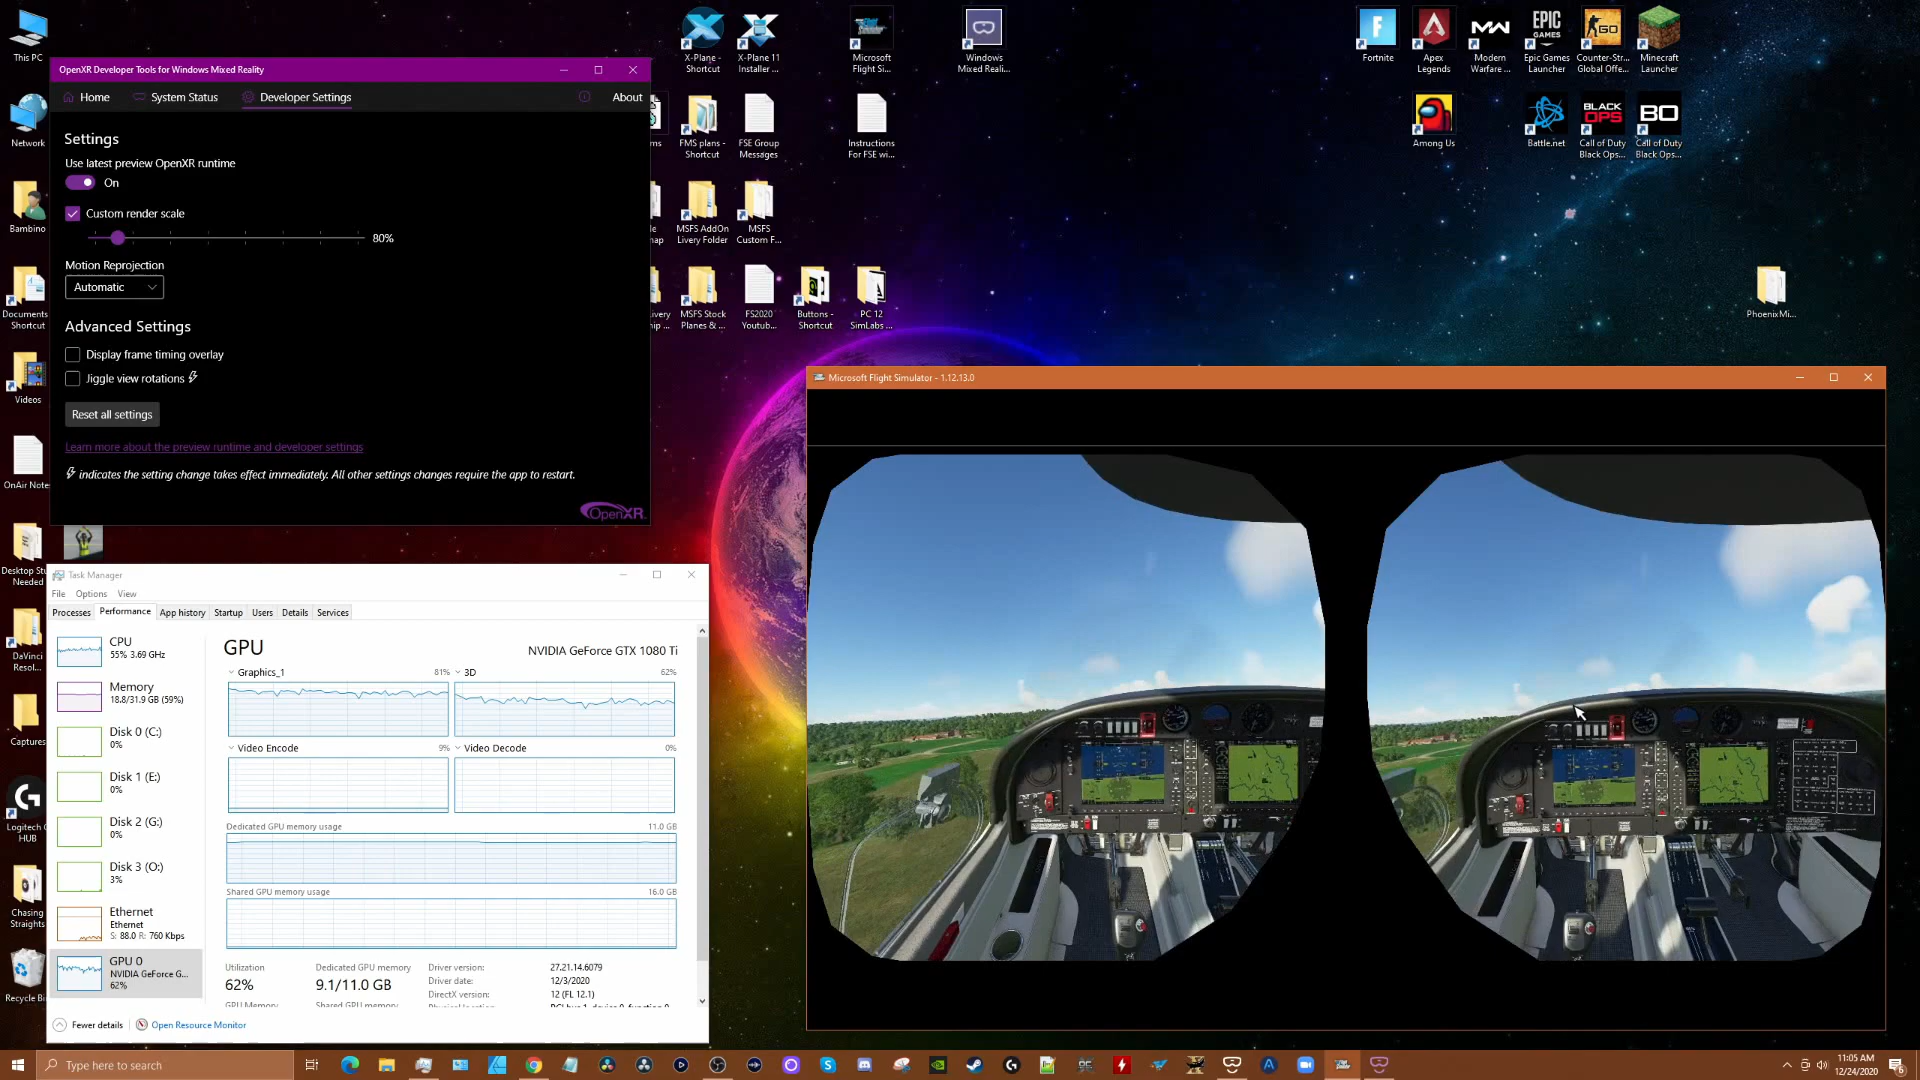 This PC
Network
Bambino
Documents
Shortcut
Videos
OnAir Note
Desktop Stu
Needed
DaVinci
Resol...
Captures
Logitech G
HUB
Chasing
Straights
Recycle Bin
X-Plane -
Shortcut
X-Plane 11
Installer ...
Microsoft
Flight Si...
Windows
Mixed Reali...
FMS plans -
Shortcut
FSE Group
Messages
Instructions
For FSE wi...
MSFS AddOn
Livery Folder
MSFS
Custom F...
MSFS Stock
Planes & ...
FS2020
Youtub...
Buttons -
Shortcut
PC 12
SimLabs ...
Fortnite
Apex
Legends
Modern
Warfare ...
EPIC
GAMES
Epic Games
Launcher
GO
Counter-Str...
Global Offe...
Minecraft
Launcher
Among Us
Battle.net
BLACK
OPS
Call of Duty
Black Ops...
BO
Call of Duty
Black Ops...
PhoenixMi...
OpenXR Developer Tools for Windows Mixed Reality
Home
System Status
Developer Settings
About
Settings
Use latest preview OpenXR runtime
On
Custom render scale
80%
Motion Reprojection
Automatic
Advanced Settings
Display frame timing overlay
Jiggle view rotations
Reset all settings
Learn more about the preview runtime and developer settings
indicates the setting change takes effect immediately. All other settings changes require the app to restart.
OpenXR
Task Manager
File Options View
Processes Performance App history Startup Users Details Services
CPU
55% 3.69 GHz
Memory
18.8/31.9 GB (59%)
Disk 0 (C:)
0%
Disk 1 (E:)
0%
Disk 2 (G:)
0%
Disk 3 (O:)
3%
Ethernet
Ethernet
S: 88.0 R: 760 Kbps
GPU 0
NVIDIA GeForce G...
62%
GPU
NVIDIA GeForce GTX 1080 Ti
Graphics_1 81%
3D 62%
Video Encode 9%
Video Decode 0%
Dedicated GPU memory usage 11.0 GB
Shared GPU memory usage 16.0 GB
Utilization
62%
Dedicated GPU memory
9.1/11.0 GB
Driver version: 27.21.14.6079
Driver date: 12/3/2020
DirectX version: 12 (FL 12.1)
Fewer details
Open Resource Monitor
Microsoft Flight Simulator - 1.12.13.0
Type here to search
11:05 AM
12/24/2020